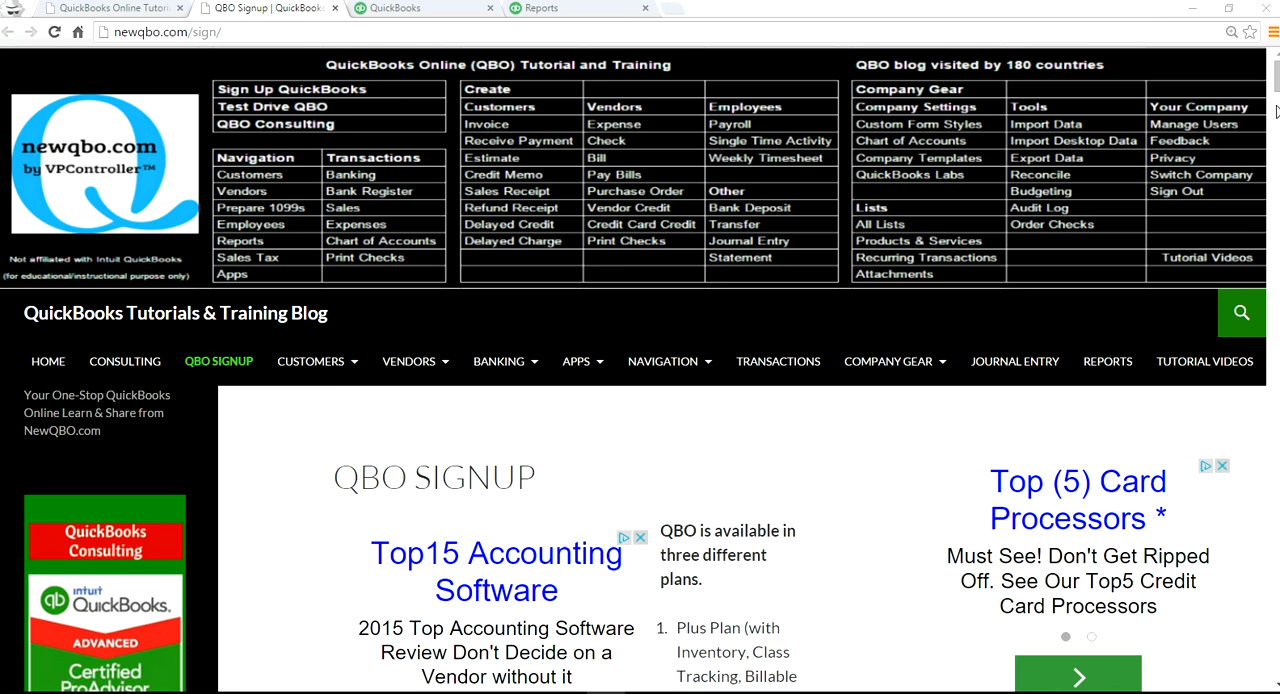 QuickBooks Online Tutori
QBO Signup | QuickBook
QuickBooks
Reports
newqbo.com/sign/
QuickBooks Online (QBO) Tutorial and Training
QBO blog visited by 180 countries
newqbo.com
by VPController™
Not affiliated with Intuit QuickBooks
(for educational/instructional purpose only)
Sign Up QuickBooks
Test Drive QBO
QBO Consulting
Navigation Transactions
Customers Banking
Vendors Bank Register
Prepare 1099s Sales
Employees Expenses
Reports Chart of Accounts
Sales Tax Print Checks
Apps
Create
Customers Vendors Employees
Invoice Expense Payroll
Receive Payment Check Single Time Activity
Estimate Bill Weekly Timesheet
Credit Memo Pay Bills
Sales Receipt Purchase Order Other
Refund Receipt Vendor Credit Bank Deposit
Delayed Credit Credit Card Credit Transfer
Delayed Charge Print Checks Journal Entry
Statement
Company Gear
Company Settings Tools Your Company
Custom Form Styles Import Data Manage Users
Chart of Accounts Import Desktop Data Feedback
Company Templates Export Data Privacy
QuickBooks Labs Reconcile Switch Company
Budgeting Sign Out
Lists Audit Log
All Lists Order Checks
Products & Services
Recurring Transactions Tutorial Videos
Attachments
QuickBooks Tutorials & Training Blog
HOME CONSULTING QBO SIGNUP CUSTOMERS VENDORS BANKING APPS NAVIGATION TRANSACTIONS COMPANY GEAR JOURNAL ENTRY REPORTS TUTORIAL VIDEOS
Your One-Stop QuickBooks
Online Learn & Share from
NewQBO.com
QuickBooks
Consulting
qb intuit
QuickBooks.
ADVANCED
Certified
ProAdvisor
QBO SIGNUP
Top15 Accounting
Software
2015 Top Accounting Software
Review Don't Decide on a
Vendor without it
QBO is available in
three different
plans.
1. Plus Plan (with
Inventory, Class
Tracking, Billable
Top (5) Card
Processors *
Must See! Don't Get Ripped
Off. See Our Top5 Credit
Card Processors